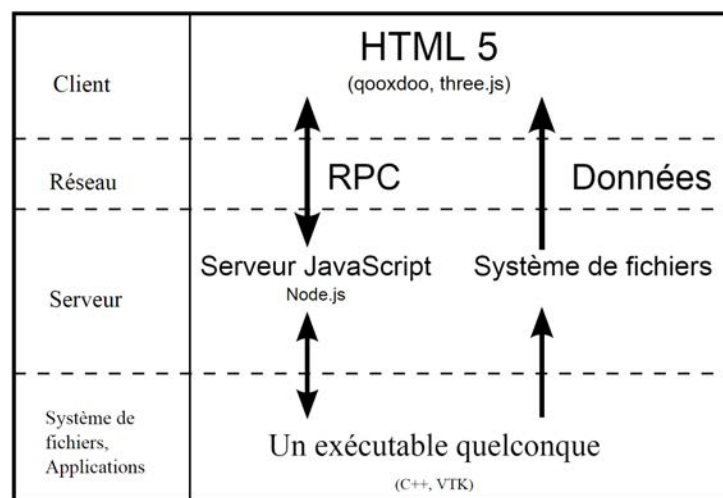 HTML 5
(qooxdoo, three.js)
Client
Réseau
RPC
Données
Serveur JavaScript
Node.js
Système de fichiers
Serveur
Système de
fichiers,
Applications
Un exécutable quelconque
(C++, VTK)